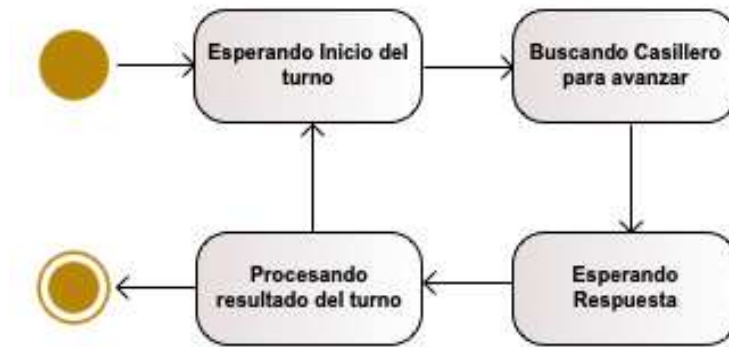 Esperando Inicio del
turno
Buscando Casillero
para avanzar
Procesando
resultado del turno
Esperando
Respuesta